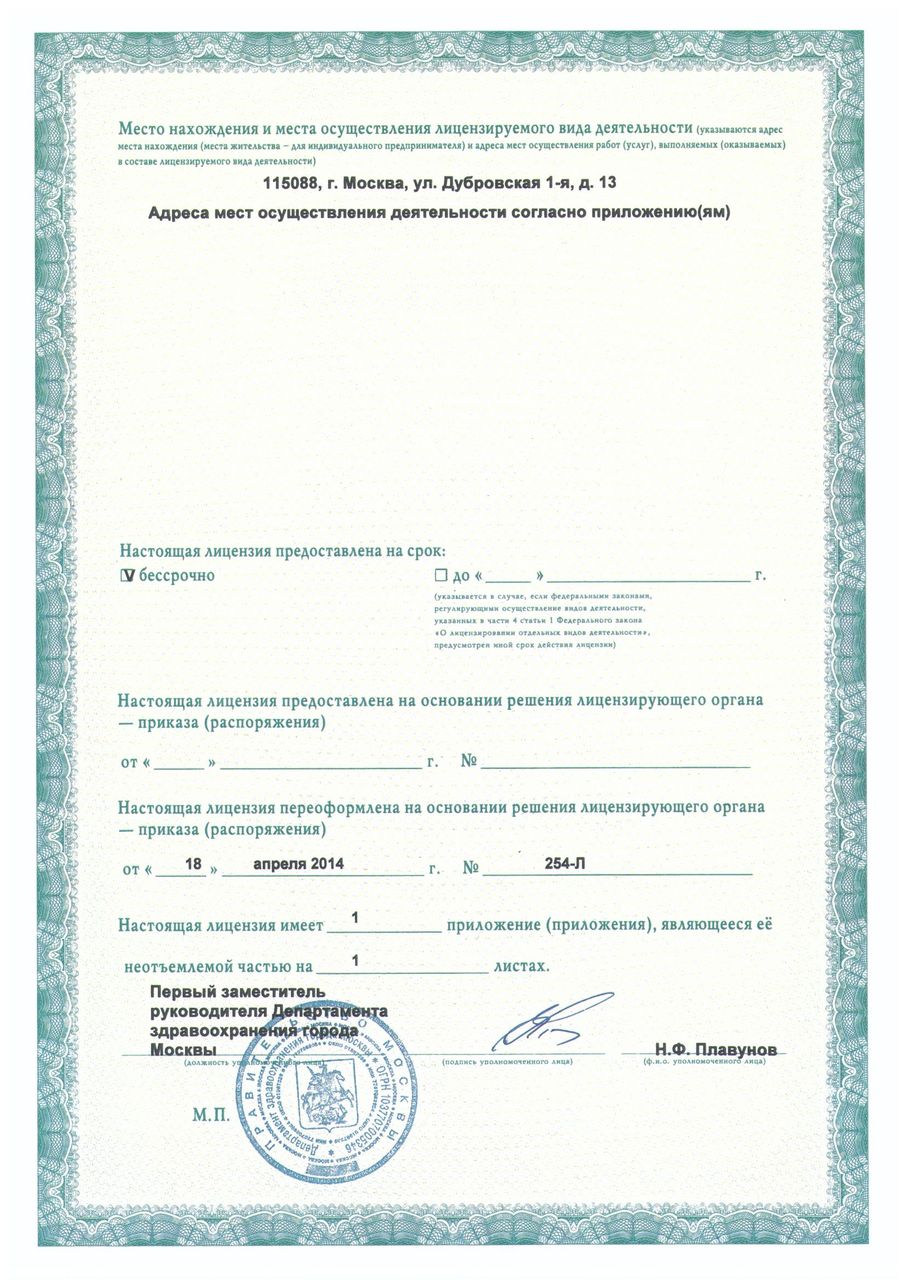 Место нахождения и места осуществления лицензируемого вида деятельности (указываются адрес
места нахождения (места жительства – для индивидуального предпринимателя) и адреса мест осуществления работ (услуг), выполняемых (оказываемых)
в составе лицензируемого вида деятельности)
115088, г. Москва, ул. Дубровская 1-я, д. 13
Адреса мест осуществления деятельности согласно приложению(ям)
Настоящая лицензия предоставлена на срок:
V бессрочно
до « _____ » ____________________ г.
(указывается в случае, если федеральными законами,
регулирующими осуществление видов деятельности,
указанных в части 4 статьи 1 Федерального закона
«О лицензировании отдельных видов деятельности»,
предусмотрен иной срок действия лицензии)
Настоящая лицензия предоставлена на основании решения лицензирующего органа
— приказа (распоряжения)
от « _____ » ____________________ г. № ____________________
Настоящая лицензия переоформлена на основании решения лицензирующего органа
— приказа (распоряжения)
от « 18 » апреля 2014 г. № 254-Л
Настоящая лицензия имеет 1 приложение (приложения), являющееся её
неотъемлемой частью на 1 листах.
Первый заместитель
руководителя Департамента
здравоохранения города
Москвы
Н.Ф. Плавунов
(должность уполномоченного лица)
(подпись уполномоченного лица)
(ф.и.о. уполномоченного лица)
М.П.
ПРАВИТЕЛЬСТВО МОСКВ�ы
Департамент здравоохранения города Москвы * ОГРН 1037707005346 *